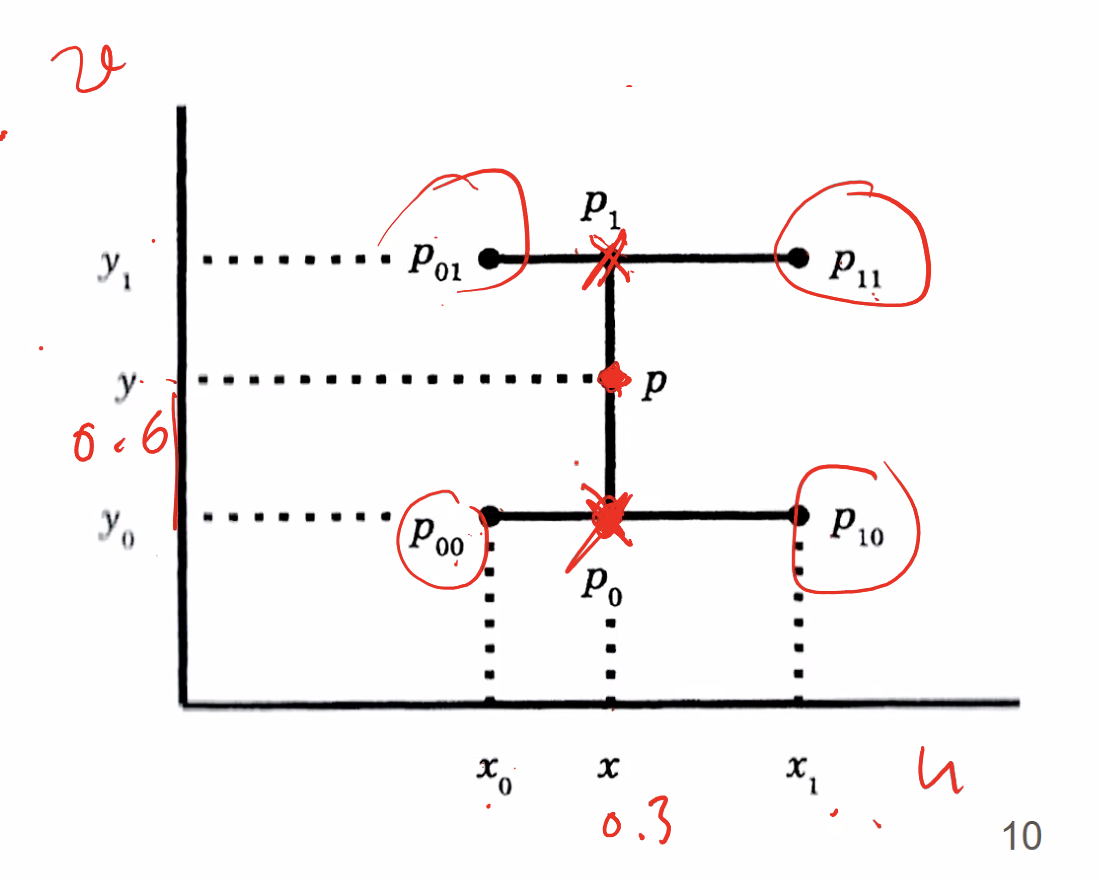 v
p₁
y₁ p₀₁ p₁₁
y p
0.6
y₀ p₀₀ p₁₀
p₀
x₀ x x₁ u
0.3
10